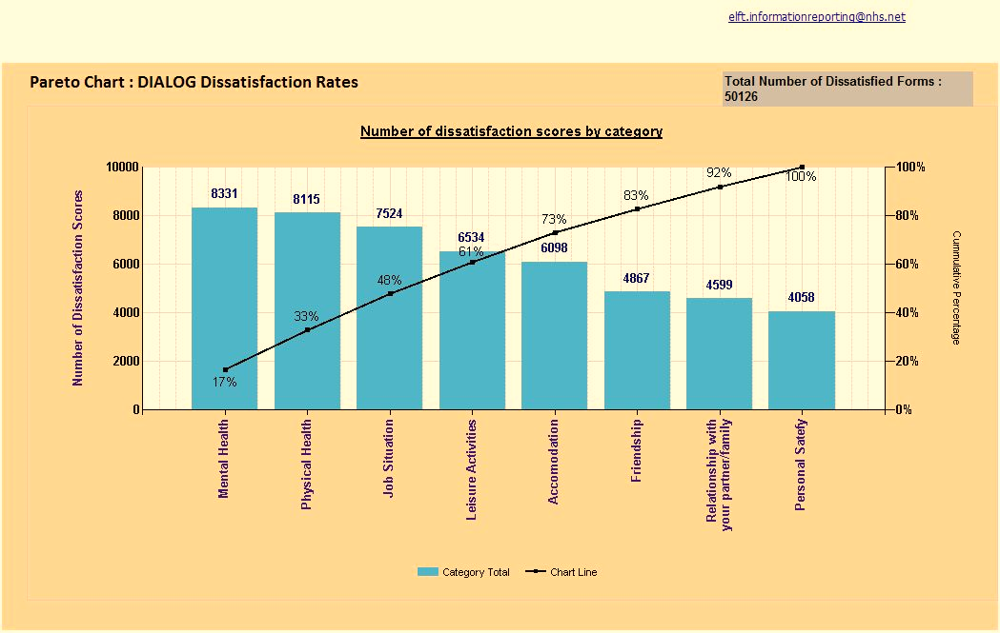 elft.informationreporting@nhs.net
Pareto Chart : DIALOG Dissatisfaction Rates
Total Number of Dissatisfied Forms :
50126
Number of dissatisfaction scores by category
Number of Dissatisfaction Scores
10000
8000
6000
4000
2000
0
8331
8115
7524
6534
6098
4867
4599
4058
17%
33%
48%
61%
73%
83%
92%
100%
100%
80%
60%
40%
20%
0%
Cummulative Percentage
Mental Health
Physical Health
Job Situation
Leisure Activities
Accomodation
Friendship
Relationship with
your partner/family
Personal Satefy
Category Total
Chart Line